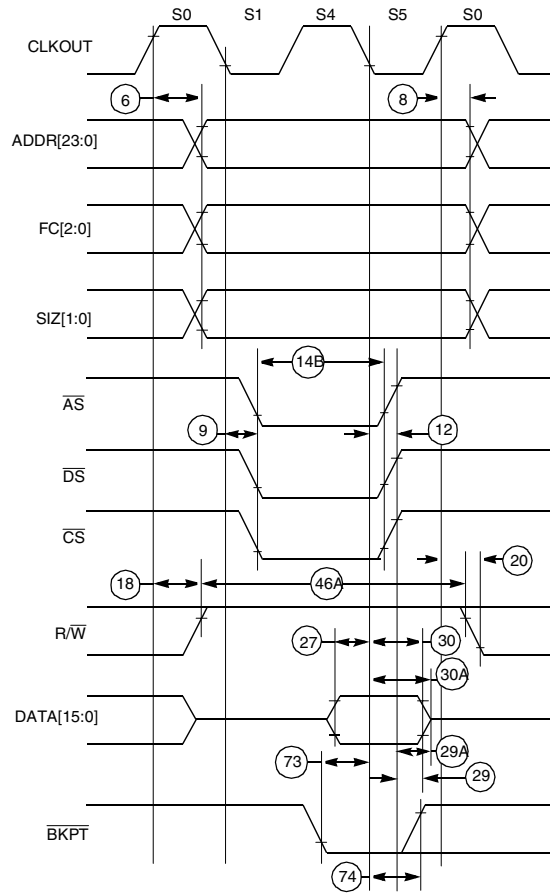 S0 S1 S4 S5 S0
CLKOUT
6 8
ADDR[23:0]
FC[2:0]
SIZ[1:0]
14B
AS
9 12
DS
CS
20
18 46A
R/W
27 30
30A
DATA[15:0]
29A
73 29
BKPT
74